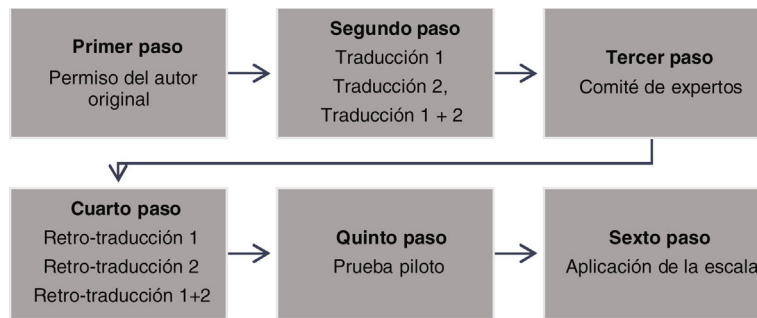 Primer paso
Permiso del autor
original
Segundo paso
Traducción 1
Traducción 2,
Traducción 1 + 2
Tercer paso
Comité de expertos
Cuarto paso
Retro-traducción 1
Retro-traducción 2
Retro-traducción 1+2
Quinto paso
Prueba piloto
Sexto paso
Aplicación de la escala